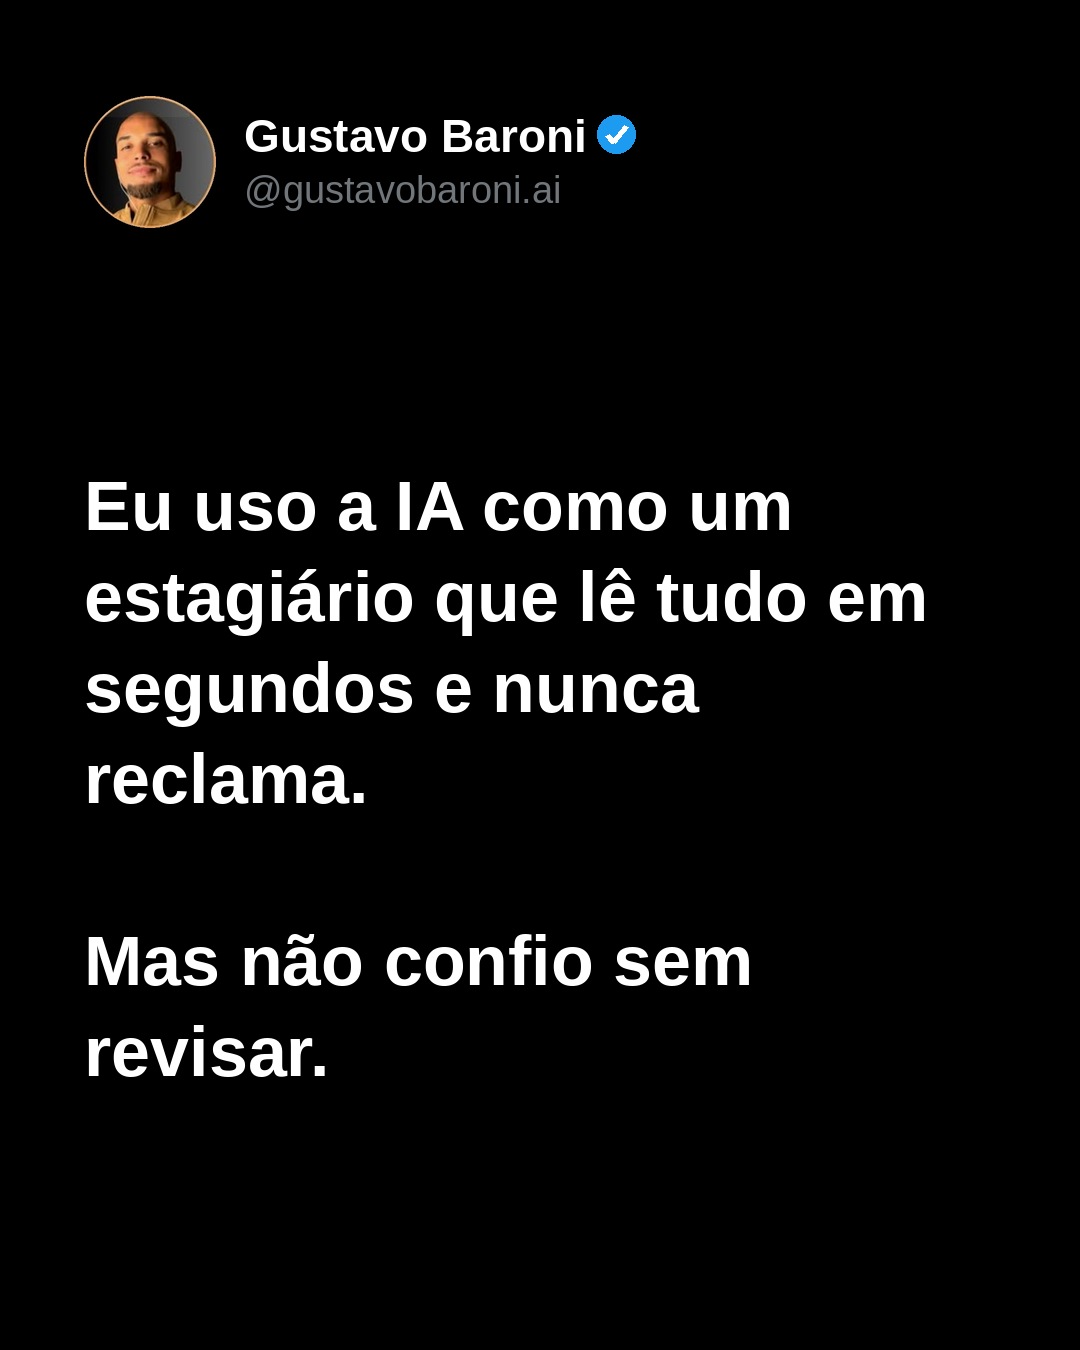 Gustavo Baroni
@gustavobaroni.ai
Eu uso a IA como um
estagiário que lê tudo em
segundos e nunca
reclama.
Mas não confio sem
revisar.